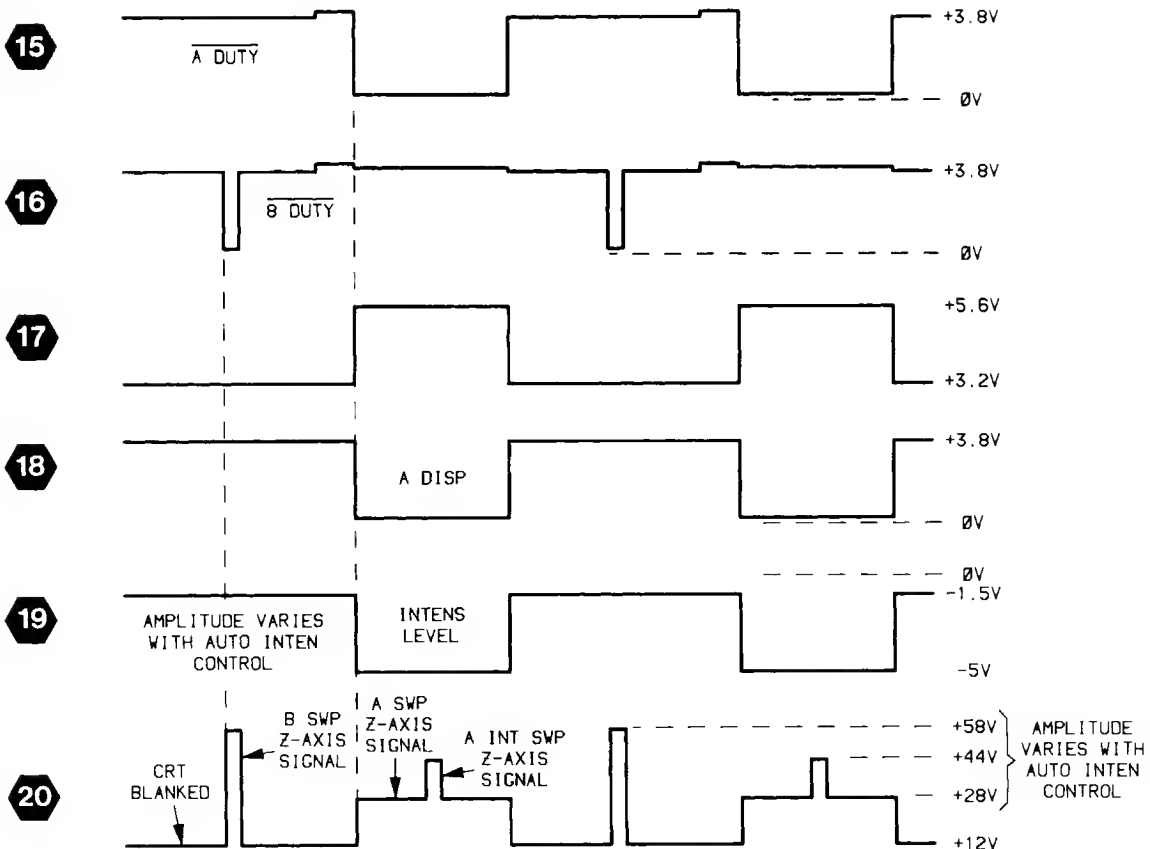 15
A DUTY
+3.8V
0V
16
8 DUTY
+3.8V
0V
17
+5.6V
+3.2V
18
A DISP
+3.8V
0V
0V
19
AMPLITUDE VARIES
WITH AUTO INTEN
CONTROL
INTENS
LEVEL
-1.5V
-5V
20
CRT
BLANKED
B SWP
Z-AXIS
SIGNAL
A SWP
Z-AXIS
SIGNAL
A INT SWP
Z-AXIS
SIGNAL
+58V
+44V
+28V
+12V
AMPLITUDE
VARIES WITH
AUTO INTEN
CONTROL